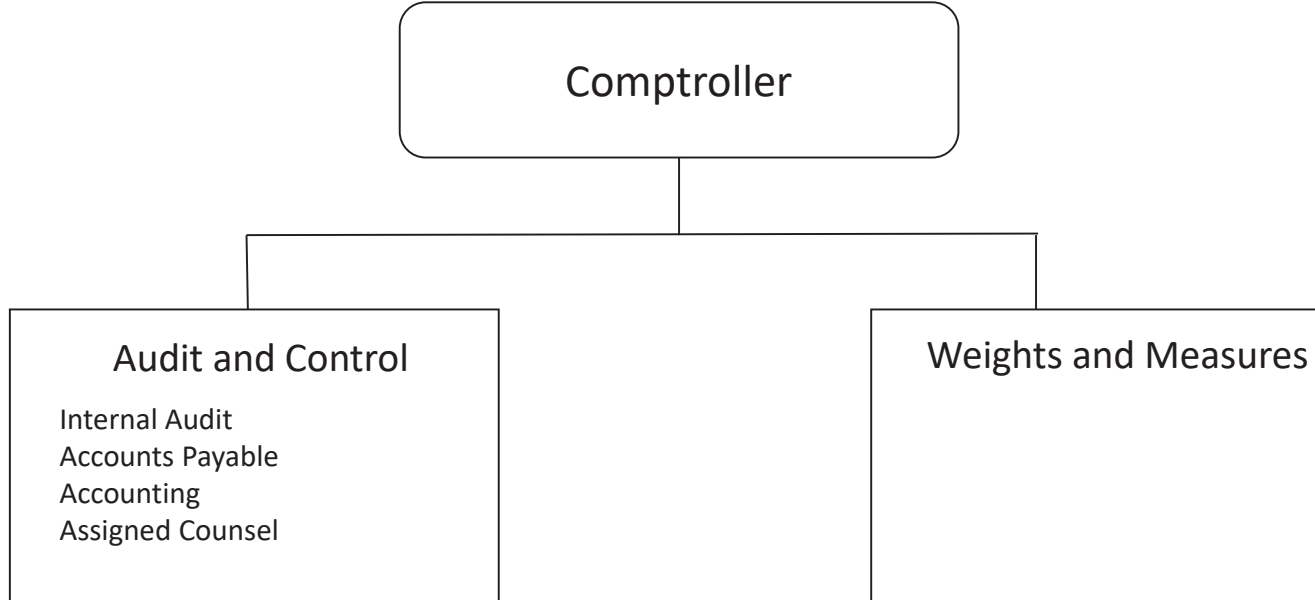 Comptroller
Audit and Control
Internal Audit
Accounts Payable
Accounting
Assigned Counsel
Weights and Measures